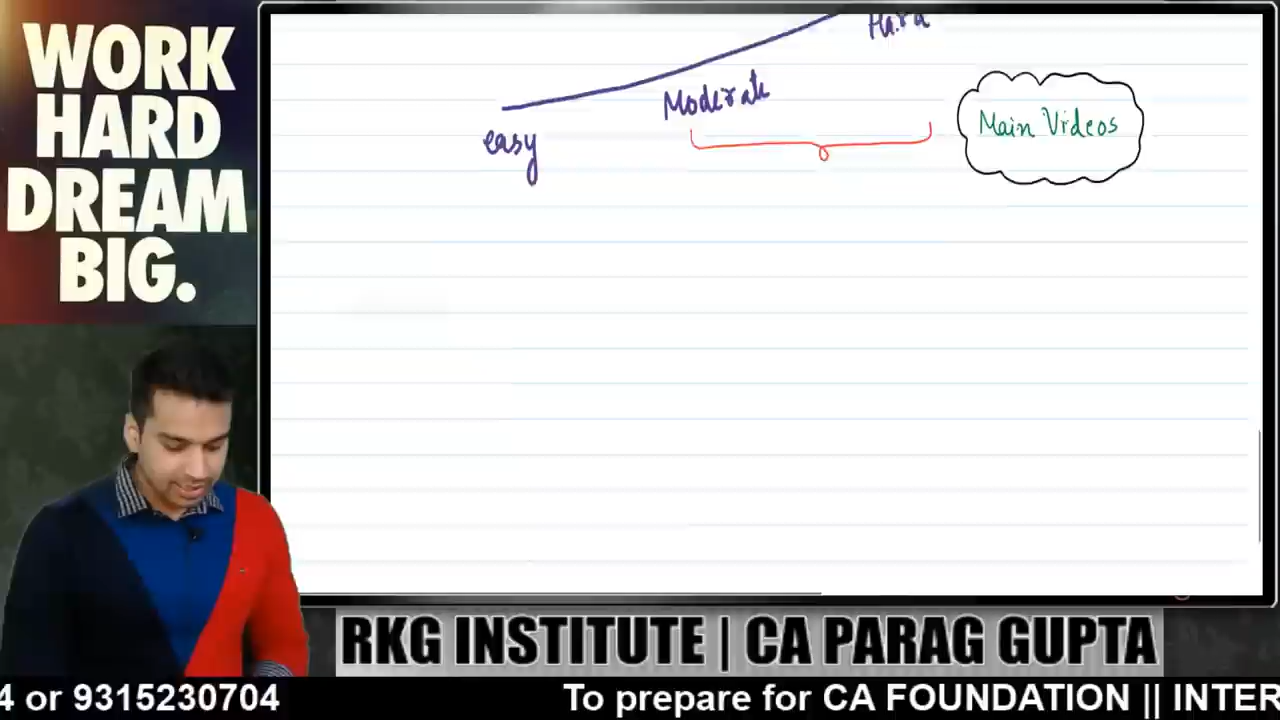 WORK
HARD
DREAM
BIG.
Hard
Moderate
easy
Main Videos
RKG INSTITUTE | CA PARAG GUPTA
4 or 9315230704 To prepare for CA FOUNDATION || INTER